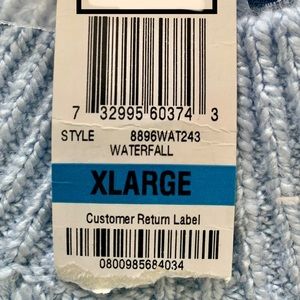 7 32995 60374 3
STYLE 8896WAT243
WATERFALL
XLARGE
Customer Return Label
0800985684034